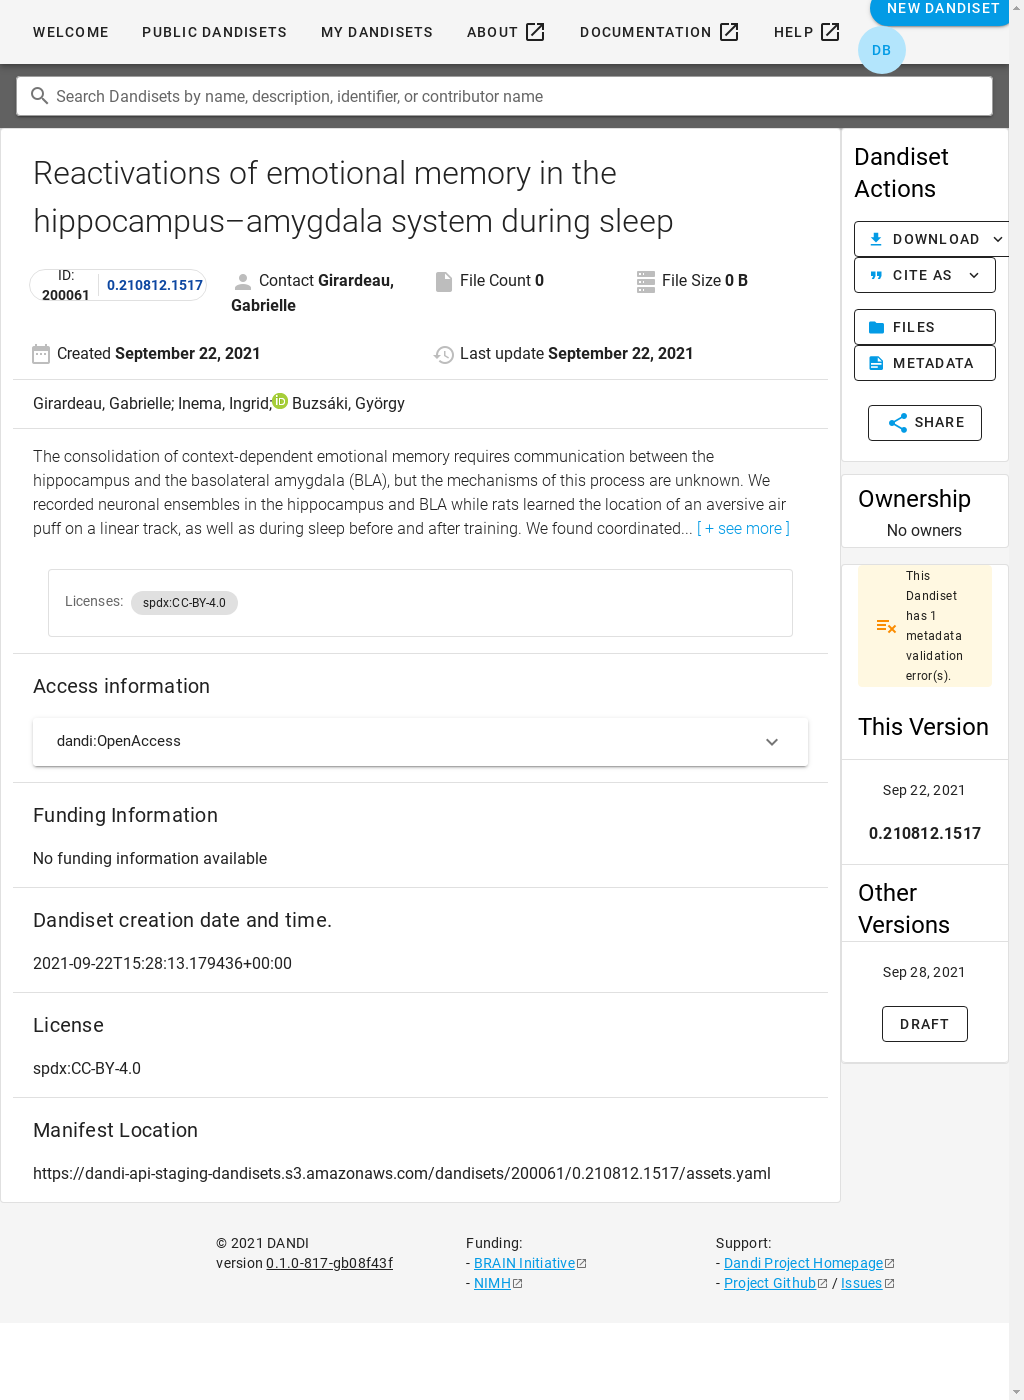 WELCOME
PUBLIC DANDISETS
MY DANDISETS
ABOUT
DOCUMENTATION
HELP
NEW DANDISET
DB
Search Dandisets by name, description, identifier, or contributor name
Reactivations of emotional memory in the
hippocampus–amygdala system during sleep
ID:
200061
0.210812.1517
Contact Girardeau,
Gabrielle
File Count 0
File Size 0 B
Created September 22, 2021
Last update September 22, 2021
Girardeau, Gabrielle; Inema, Ingrid; iD Buzsáki, György
The consolidation of context-dependent emotional memory requires communication between the
hippocampus and the basolateral amygdala (BLA), but the mechanisms of this process are unknown. We
recorded neuronal ensembles in the hippocampus and BLA while rats learned the location of an aversive air
puff on a linear track, as well as during sleep before and after training. We found coordinated... [ + see more ]
Licenses: spdx:CC-BY-4.0
Access information
dandi:OpenAccess
Funding Information
No funding information available
Dandiset creation date and time.
2021-09-22T15:28:13.179436+00:00
License
spdx:CC-BY-4.0
Manifest Location
https://dandi-api-staging-dandisets.s3.amazonaws.com/dandisets/200061/0.210812.1517/assets.yaml
Dandiset
Actions
DOWNLOAD
CITE AS
FILES
METADATA
SHARE
Ownership
No owners
This
Dandiset
has 1
metadata
validation
error(s).
This Version
Sep 22, 2021
0.210812.1517
Other
Versions
Sep 28, 2021
DRAFT
© 2021 DANDI
version 0.1.0-817-gb08f43f
Funding:
- BRAIN Initiative
- NIMH
Support:
- Dandi Project Homepage
- Project Github / Issues